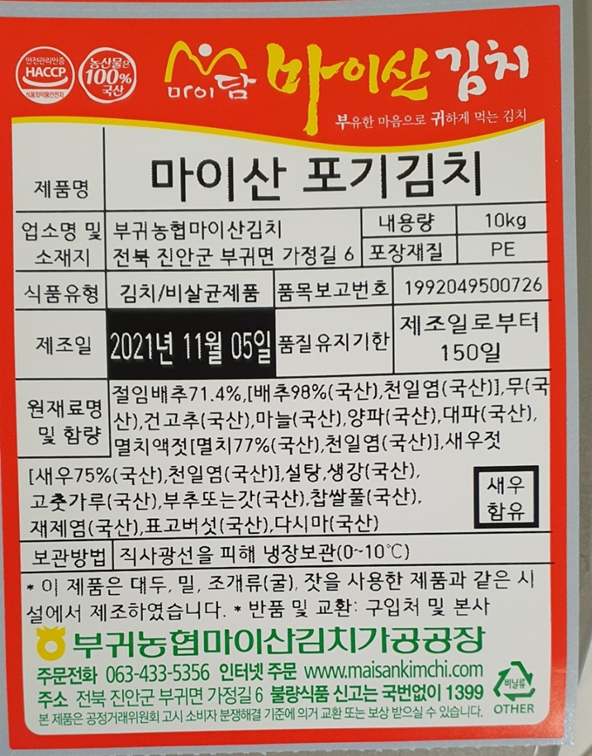 안전관리인증
HACCP
식품의약품안전처
농산물은
100%
국산
마이담
마이산김치
부유한 마음으로 귀하게 먹는 김치
제품명 마이산 포기김치
업소명 및 소재지 부귀농협마이산김치 내용량 10kg
전북 진안군 부귀면 가정길 6 포장재질 PE
식품유형 김치/비살균제품 품목보고번호 1992049500726
제조일 2021년 11월 05일 품질유지기한 제조일로부터
150일
원재료명 및 함량 절임배추71.4%,[배추98%(국산),천일염(국산)],무(국
산),건고추(국산),마늘(국산),양파(국산),대파(국산),
멸치액젓[멸치77%(국산),천일염(국산)],새우젓
[새우75%(국산),천일염(국산)],설탕,생강(국산),
고춧가루(국산),부추또는갓(국산),찹쌀풀(국산),
재제염(국산),표고버섯(국산),다시마(국산)
새우
함유
보관방법 직사광선을 피해 냉장보관(0~10℃)
* 이 제품은 대두, 밀, 조개류(굴), 잣을 사용한 제품과 같은 시
설에서 제조하였습니다. * 반품 및 교환: 구입처 및 본사
부귀농협마이산김치가공공장
주문전화 063-433-5356 인터넷 주문 www.maisankimchi.com
주소 전북 진안군 부귀면 가정길 6 불량식품 신고는 국번없이 1399
본 제품은 공정거래위원회 고시 소비자 분쟁해결 기준에 의거 교환 또는 보상 받으실 수 있습니다.
비닐류
OTHER